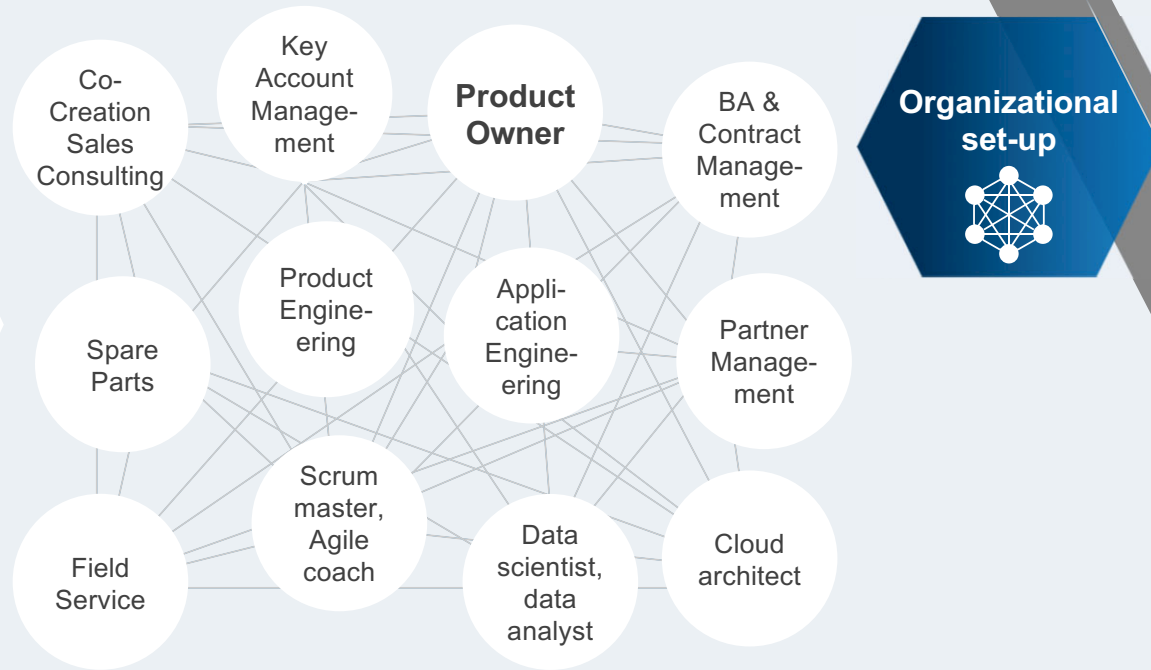 Co-
Creation
Sales
Consulting
Key
Account
Manage-
ment
Product
Owner
BA &
Contract
Manage-
ment
Organizational
set-up
Spare
Parts
Product
Engine-
ering
Appli-
cation
Engine-
ering
Partner
Manage-
ment
Field
Service
Scrum
master,
Agile
coach
Data
scientist,
data
analyst
Cloud
architect